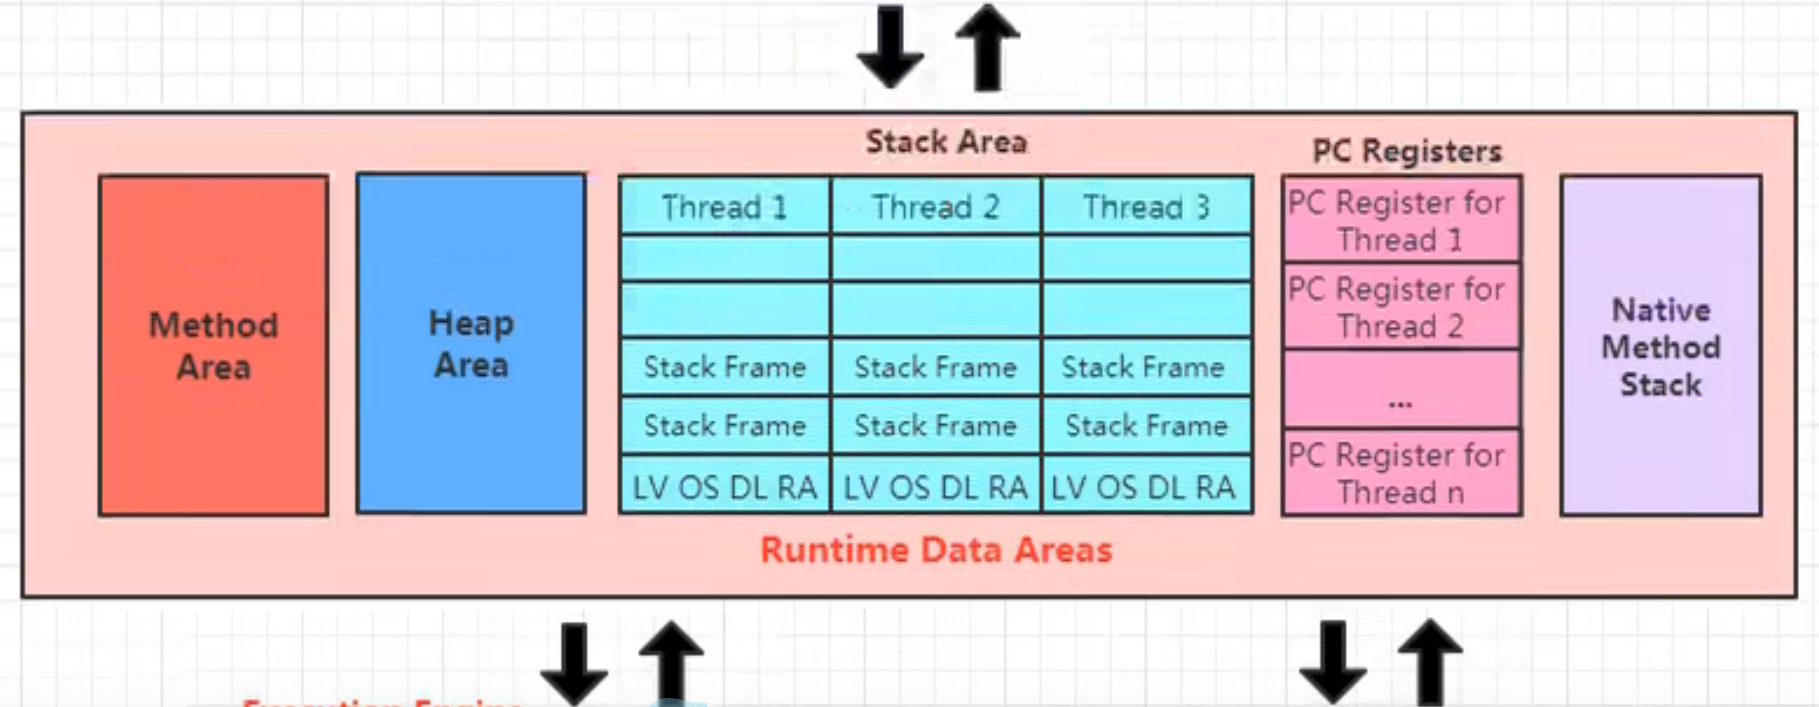 Stack Area
PC Registers
Method
Area
Heap
Area
Thread 1
Thread 2
Thread 3
Stack Frame
Stack Frame
Stack Frame
Stack Frame
Stack Frame
Stack Frame
LV OS DL RA
LV OS DL RA
LV OS DL RA
PC Register for
Thread 1
PC Register for
Thread 2
...
PC Register for
Thread n
Native
Method
Stack
Runtime Data Areas
Execution Engine